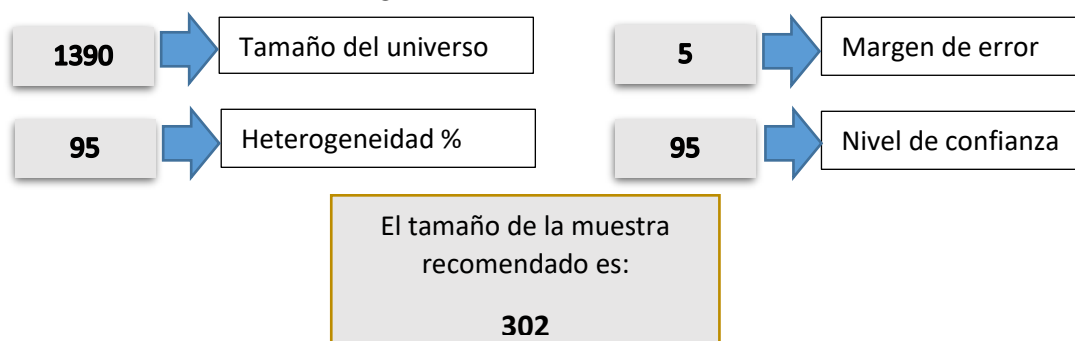 1390
Tamaño del universo
5
Margen de error
95
Heterogeneidad %
95
Nivel de confianza
El tamaño de la muestra
recomendado es:
302